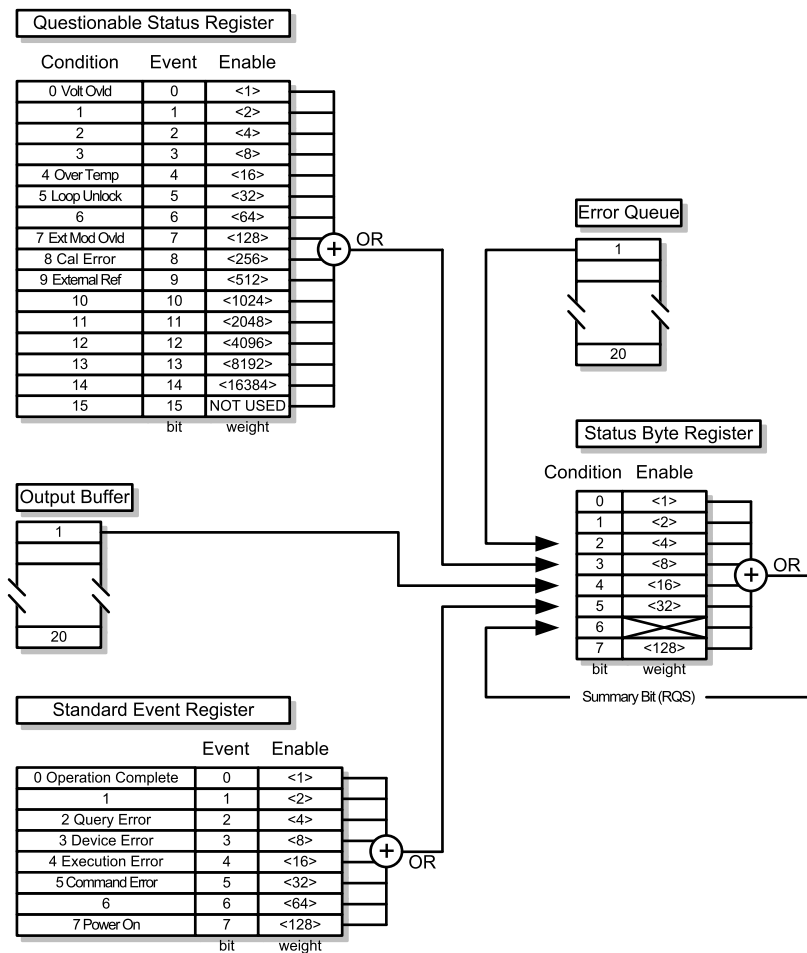 Questionable Status Register
Condition Event Enable
0 Volt Ovld 0 <1>
1 1 <2>
2 2 <4>
3 3 <8>
4 Over Temp 4 <16>
5 Loop Unlock 5 <32>
6 6 <64>
7 Ext Mod Ovld 7 <128>
8 Cal Error 8 <256>
9 External Ref 9 <512>
10 10 <1024>
11 11 <2048>
12 12 <4096>
13 13 <8192>
14 14 <16384>
15 15 NOT USED
bit weight
OR
Error Queue
1
20
Output Buffer
1
20
Status Byte Register
Condition Enable
0 <1>
1 <2>
2 <4>
3 <8>
4 <16>
5 <32>
6
7 <128>
bit weight
OR
Summary Bit (RQS)
Standard Event Register
Event Enable
0 Operation Complete 0 <1>
1 1 <2>
2 Query Error 2 <4>
3 Device Error 3 <8>
4 Execution Error 4 <16>
5 Command Error 5 <32>
6 6 <64>
7 Power On 7 <128>
bit weight
OR